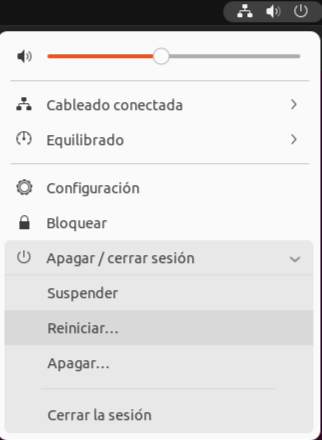 Cableado conectada
Equilibrado
Configuración
Bloquear
Apagar / cerrar sesión
Suspender
Reiniciar...
Apagar...
Cerrar la sesión